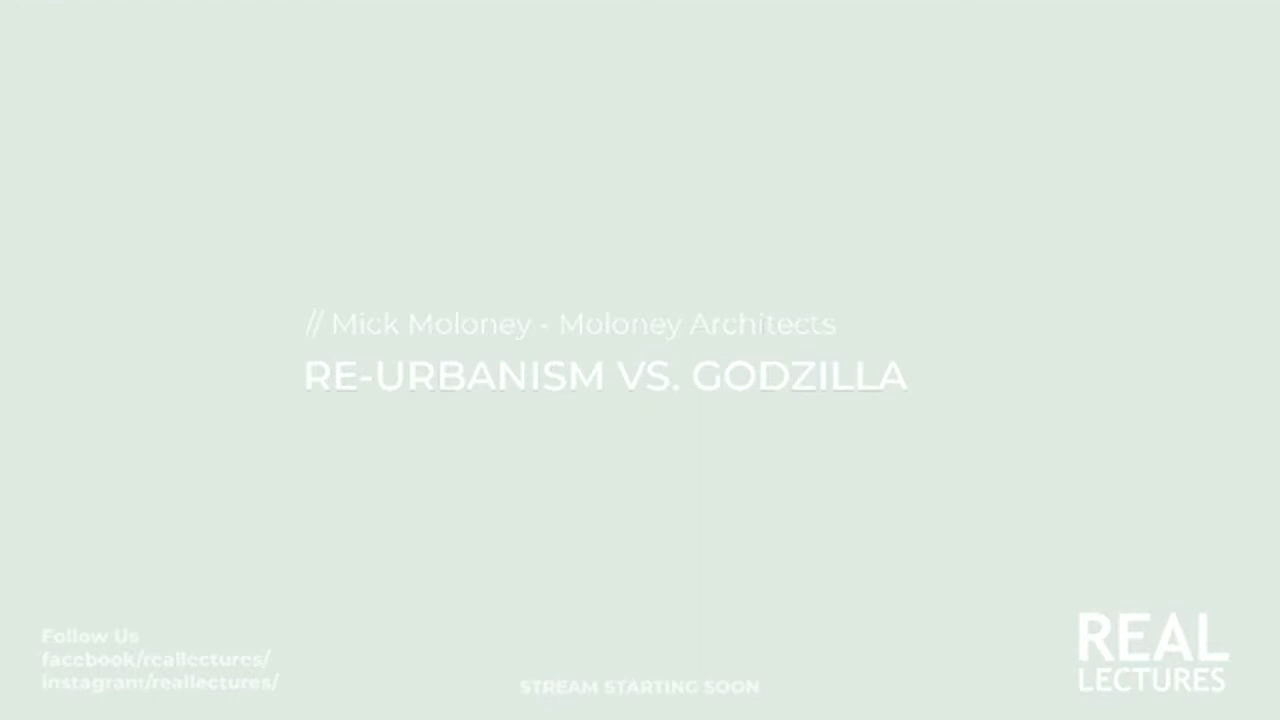 // Mick Moloney - Moloney Architects
RE-URBANISM VS. GODZILLA
Follow Us
facebook/reallectures/
instagram/reallectures/
STREAM STARTING SOON
REAL
LECTURES